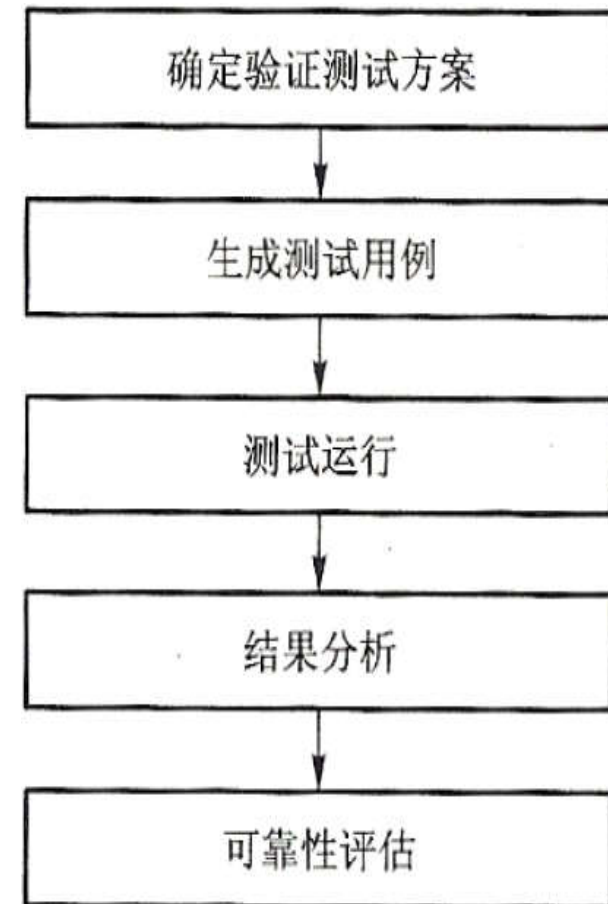 确定验证测试方案
生成测试用例
测试运行
结果分析
可靠性评估